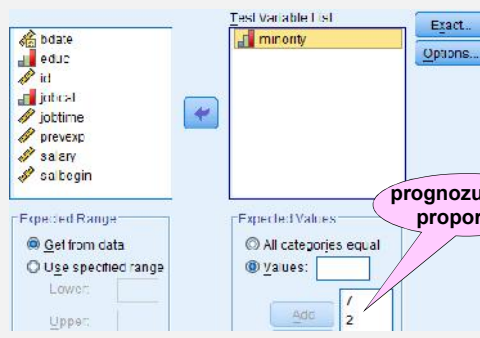 Test Variable List
Exact...
Options...
minority
bdate
educ
id
jobcat
jobtime
prevexp
salary
salbegin
prognozu
propor
Expected Range
Get from data
Use specified range
Lower:
Upper:
Expected Values
All categories equal
Values:
Add
7
2